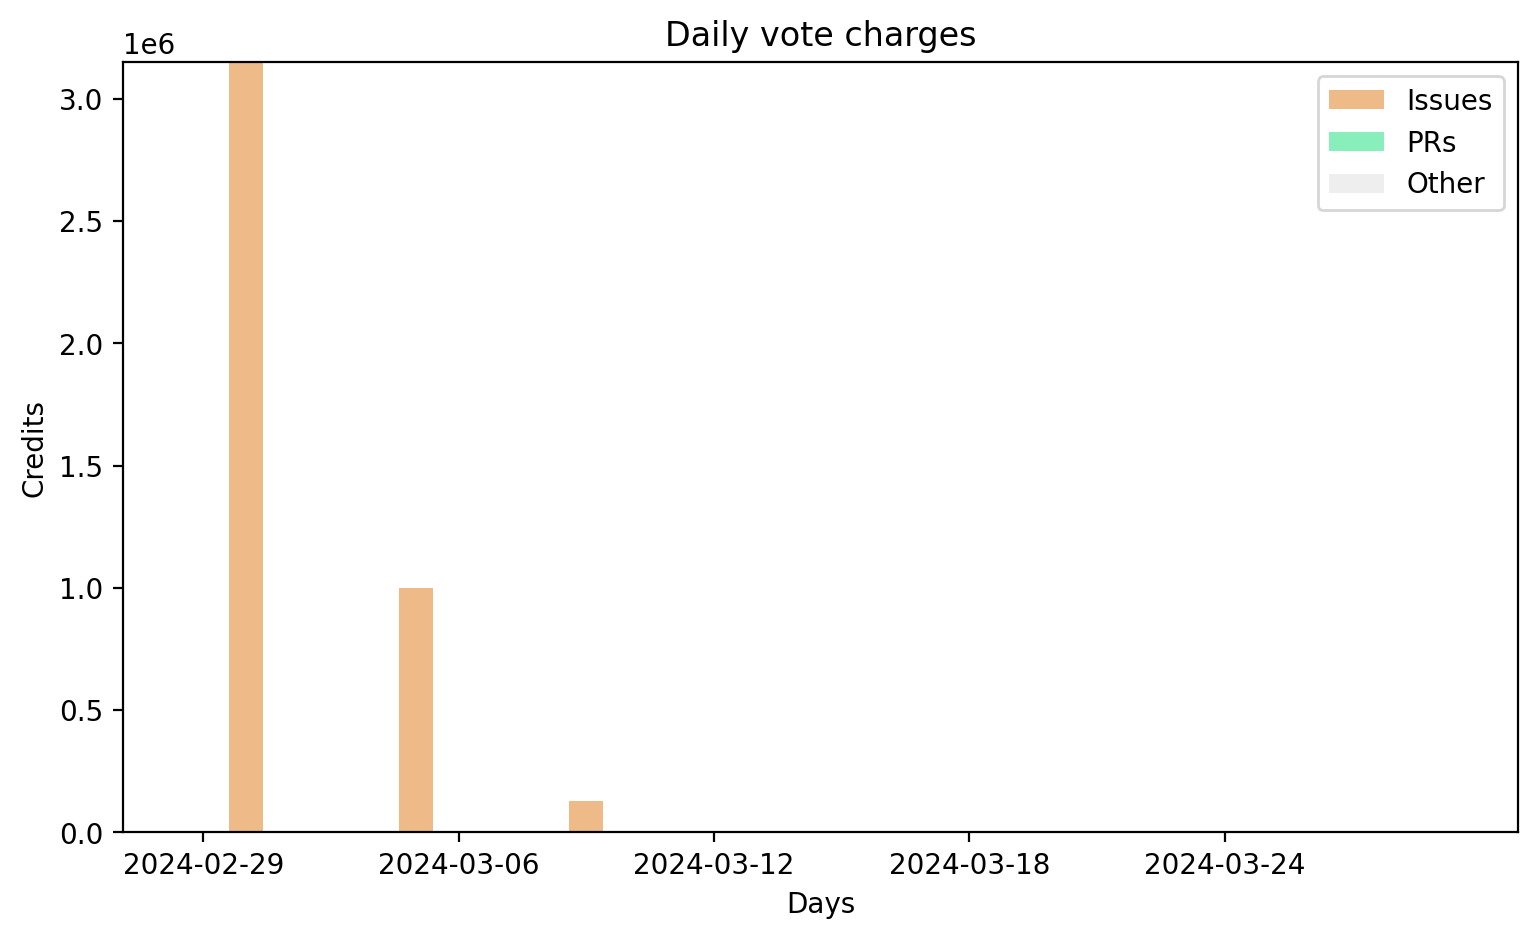 Daily vote charges
1e6
3.0
2.5
2.0
1.5
1.0
0.5
0.0
Credits
Issues
PRs
Other
2024-02-29 2024-03-06 2024-03-12 2024-03-18 2024-03-24
Days